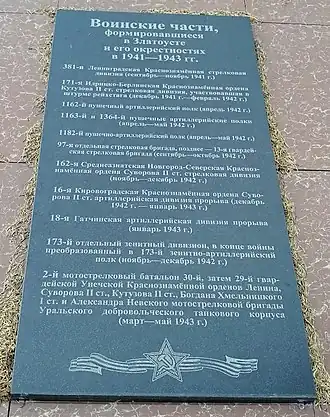 Воинские части,
формировавшиеся
в Златоусте
и его окрестностях
в 1941—1943 гг.
381-я Ленинградская Краснознамённая стрелковая
дивизия (сентябрь—ноябрь 1941 г.)
171-я Идрицко-Берлинская Краснознамённая ордена
Кутузова II ст. стрелковая дивизия, участвовавшая в
штурме рейхстага (декабрь 1941 г.—февраль 1942 г.)
1162-й пушечный артиллерийский полк (апрель 1942 г.)
1163-й и 1364-й пушечные артиллерийские полки
(апрель—май 1942 г.)
1182-й пушечно-артиллерийский полк (апрель—май 1942 г.)
97-я отдельная стрелковая бригада, позднее — 13-я гвардей-
ская стрелковая бригада (сентябрь—октябрь 1942 г.)
162-я Среднеазиатская Новгород-Северская Красно-
знамённая ордена Суворова II ст. стрелковая дивизия
(ноябрь—декабрь 1942 г.)
16-я Кировоградская Краснознамённая ордена Суво-
рова II ст. артиллерийская дивизия прорыва (декабрь
1942 г. — январь 1943 г.)
18-я Гатчинская артиллерийская дивизия прорыва
(январь 1943 г.)
173-й отдельный зенитный дивизион, в конце войны
преобразованный в 173-й зенитно-артиллерийский
полк (ноябрь—декабрь 1942 г.)
2-й мотострелковый батальон 30-й, затем 29-й гвар-
дейской Унечской Краснознамённой орденов Ленина,
Суворова II ст., Кутузова II ст., Богдана Хмельницкого
I ст. и Александра Невского мотострелковой бригады
Уральского добровольческого танкового корпуса
(март—май 1943 г.)